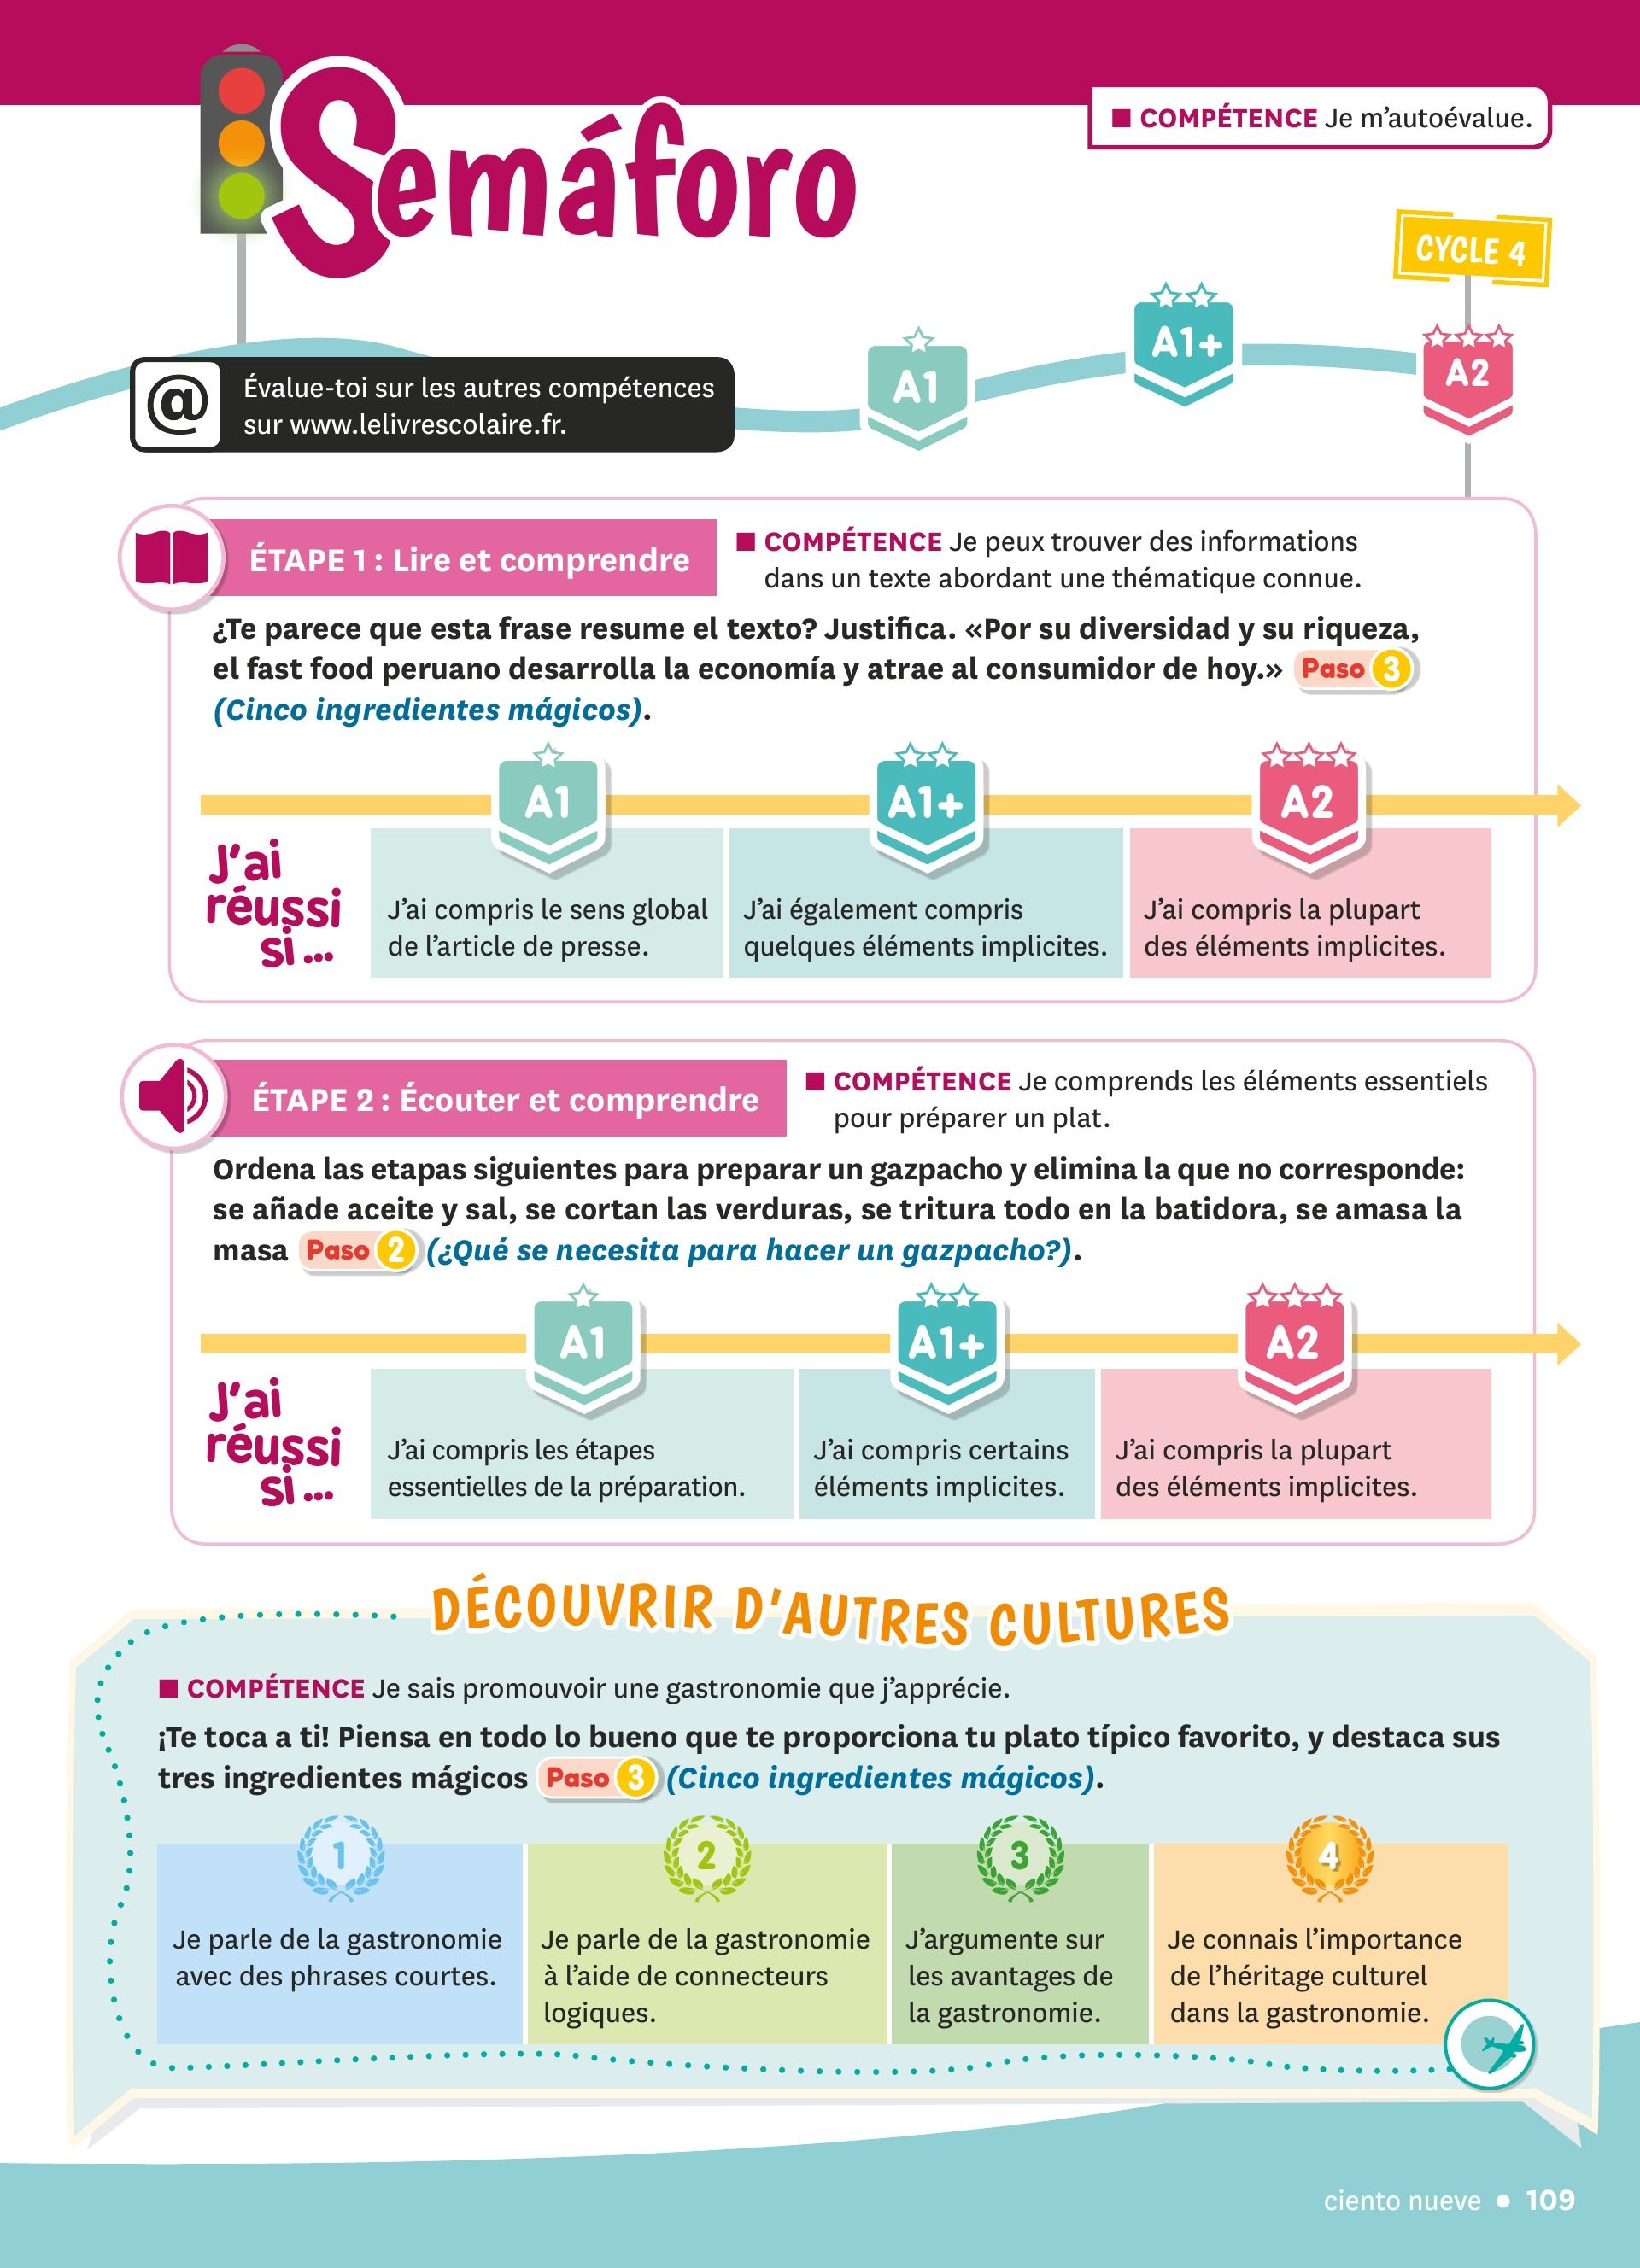 Semáforo
■ COMPÉTENCE Je m'autoévalue.
CYCLE 4
@
Évalue-toi sur les autres compétences
sur www.lelivrescolaire.fr.
A1
A1+
A2
ÉTAPE 1 : Lire et comprendre
■ COMPÉTENCE Je peux trouver des informations
dans un texte abordant une thématique connue.
¿Te parece que esta frase resume el texto? Justifica. «Por su diversidad y su riqueza,
el fast food peruano desarrolla la economía y atrae al consumidor de hoy.» Paso 3
(Cinco ingredientes mágicos).
A1
A1+
A2
J'ai
réussi
si ...
J'ai compris le sens global
de l'article de presse.
J'ai également compris
quelques éléments implicites.
J'ai compris la plupart
des éléments implicites.
ÉTAPE 2 : Écouter et comprendre
■ COMPÉTENCE Je comprends les éléments essentiels
pour préparer un plat.
Ordena las etapas siguientes para preparar un gazpacho y elimina la que no corresponde:
se añade aceite y sal, se cortan las verduras, se tritura todo en la batidora, se amasa la
masa Paso 2 (¿Qué se necesita para hacer un gazpacho?).
A1
A1+
A2
J'ai
réussi
si ...
J'ai compris les étapes
essentielles de la préparation.
J'ai compris certains
éléments implicites.
J'ai compris la plupart
des éléments implicites.
DÉCOUVRIR D'AUTRES CULTURES
■ COMPÉTENCE Je sais promouvoir une gastronomie que j'apprécie.
¡Te toca a ti! Piensa en todo lo bueno que te proporciona tu plato típico favorito, y destaca sus
tres ingredientes mágicos Paso 3 (Cinco ingredientes mágicos).
1
Je parle de la gastronomie
avec des phrases courtes.
2
Je parle de la gastronomie
à l'aide de connecteurs
logiques.
3
J'argumente sur
les avantages de
la gastronomie.
4
Je connais l'importance
de l'héritage culturel
dans la gastronomie.
ciento nueve • 109